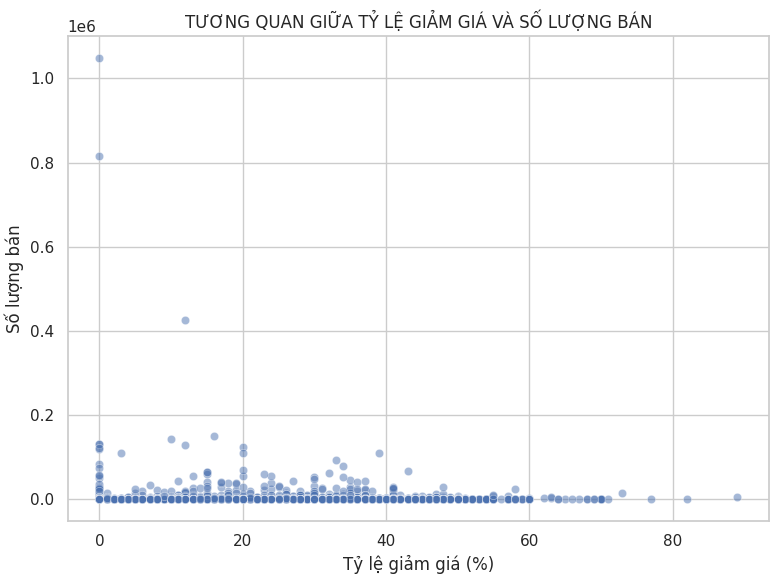 TƯƠNG QUAN GIỮA TỶ LỆ GIẢM GIÁ VÀ SỐ LƯỢNG BÁN
1e6
1.0
0.8
0.6
0.4
0.2
0.0
Số lượng bán
0 20 40 60 80
Tỷ lệ giảm giá (%)